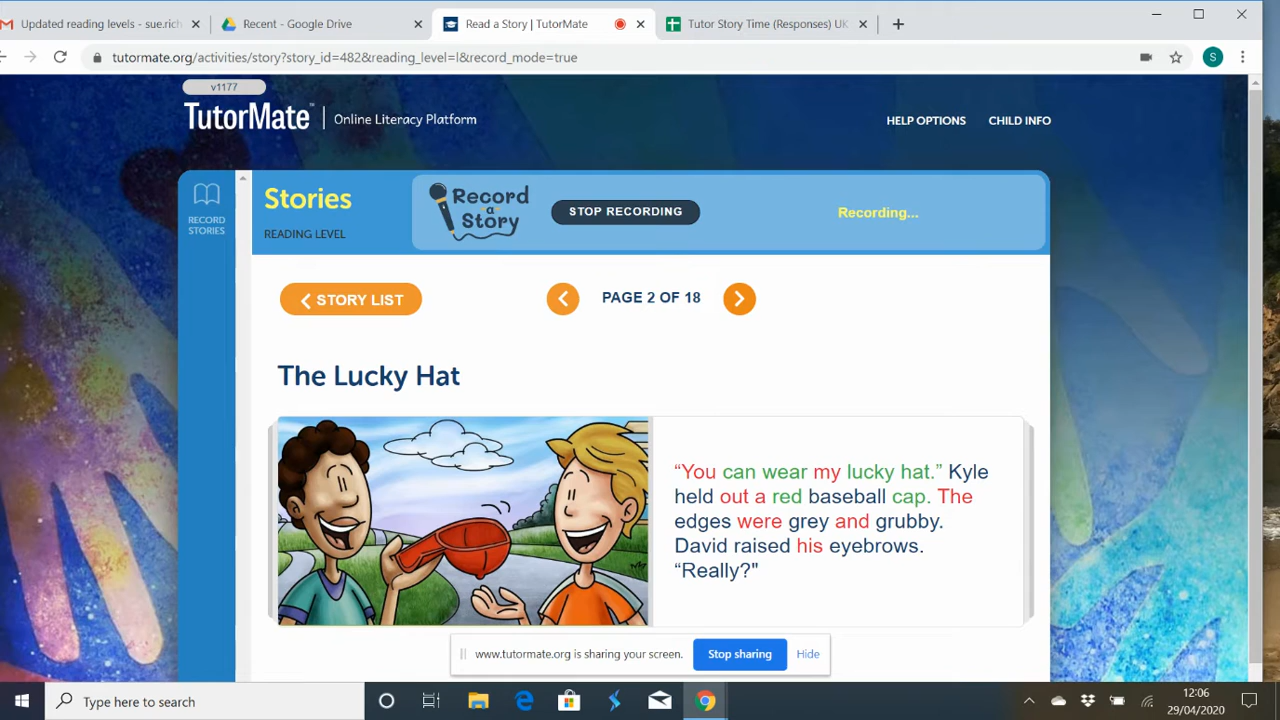 Updated reading levels - sue.rich
Recent - Google Drive
Read a Story | TutorMate
Tutor Story Time (Responses) UK
tutormate.org/activities/story?story_id=482&reading_level=l&record_mode=true
S
v1177
TutorMate™ | Online Literacy Platform
HELP OPTIONS
CHILD INFO
RECORD
STORIES
Stories
READING LEVEL
Record
a
Story
STOP RECORDING
Recording...
STORY LIST
PAGE 2 OF 18
The Lucky Hat
“You can wear my lucky hat.” Kyle
held out a red baseball cap. The
edges were grey and grubby.
David raised his eyebrows.
“Really?"
www.tutormate.org is sharing your screen.
Stop sharing
Hide
Type here to search
12:06
29/04/2020